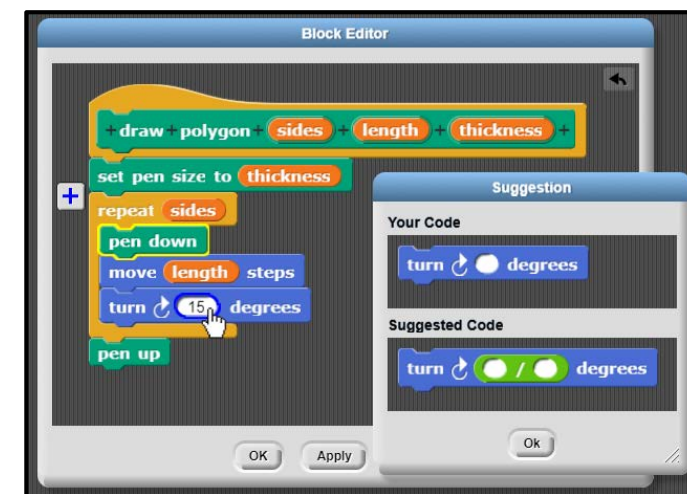 Block Editor
+ draw + polygon + sides + length + thickness +
set pen size to thickness
+
repeat sides
pen down
move length steps
turn 15 degrees
pen up
OK Apply
Suggestion
Your Code
turn degrees
Suggested Code
turn / degrees
Ok